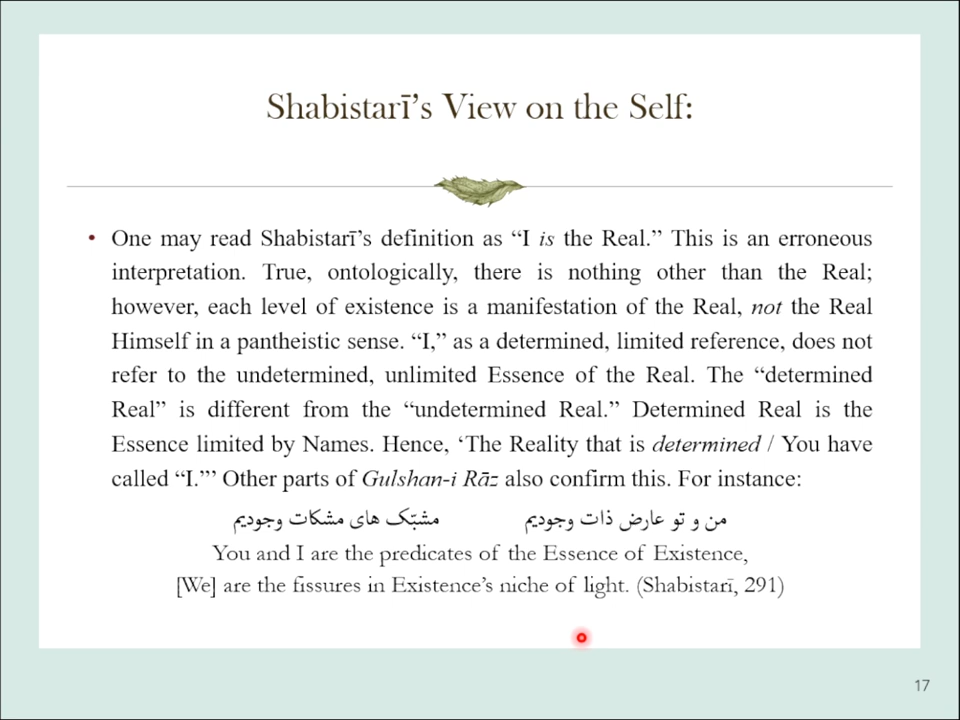 Shabistarī’s View on the Self:
• One may read Shabistarī’s definition as “I is the Real.” This is an erroneous
interpretation. True, ontologically, there is nothing other than the Real;
however, each level of existence is a manifestation of the Real, not the Real
Himself in a pantheistic sense. “I,” as a determined, limited reference, does not
refer to the undetermined, unlimited Essence of the Real. The “determined
Real” is different from the “undetermined Real.” Determined Real is the
Essence limited by Names. Hence, ‘The Reality that is determined / You have
called “I.”’ Other parts of Gulshan-i Rāz also confirm this. For instance:
من و تو عارض ذات وجودیم مشبّک های مشکات وجودیم
You and I are the predicates of the Essence of Existence,
[We] are the fissures in Existence’s niche of light. (Shabistarī, 291)
17